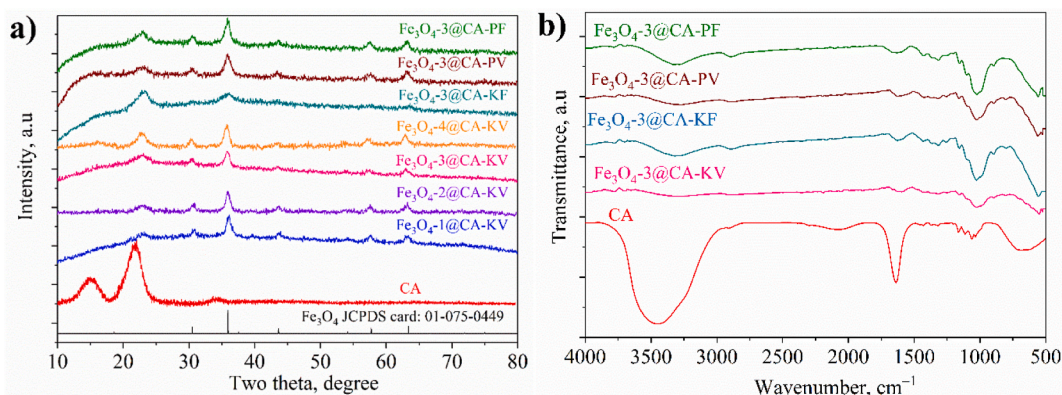 a)
Fe₃O₄-3@CA-PF
Fe₃O₄-3@CA-PV
Fe₃O₄-3@CA-KF
Fe₃O₄-4@CA-KV
Fe₃O₄-3@CA-KV
Fe₃O₄-2@CA-KV
Fe₃O₄-1@CA-KV
CA
Fe₃O₄ JCPDS card: 01-075-0449
Intensity, a.u
10 20 30 40 50 60 70 80
Two theta, degree
b)
Fe₃O₄-3@CA-PF
Fe₃O₄-3@CA-PV
Fe₃O₄-3@CA-KF
Fe₃O₄-3@CA-KV
CA
Transmittance, a.u
4000 3500 3000 2500 2000 1500 1000 500
Wavenumber, cm⁻¹